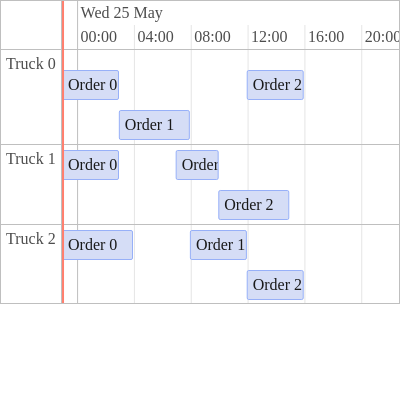 Wed 25 May
00:00 04:00 08:00 12:00 16:00 20:00
Truck 0
Order 0 Order 2
Order 1
Truck 1
Order 0 Order
Order 2
Truck 2
Order 0 Order 1
Order 2